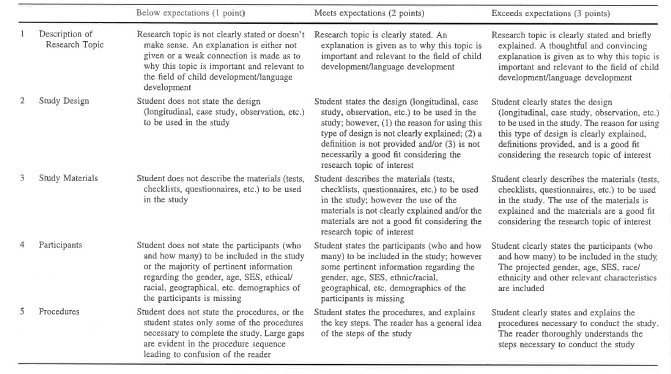 Below expectations (1 point) Meets expectations (2 points) Exceeds expectations (3 points)
1 Description of Research topic is not clearly stated or doesn't Research topic is clearly stated. An Research topic is clearly stated and briefly
Research Topic make sense. An explanation is either not explanation is given as to why this topic is explained. A thoughtful and convincing
given or a weak connection is made as to important and relevant to the field of child explanation is given as to why this topic is
why this topic is important and relevant to development/language development important and relevant to the field of child
the field of child development/language development/language development
development
2 Study Design Student does not state the design Student states the design (longitudinal, case Student clearly states the design
(longitudinal, case study, observation, etc.) study, observation, etc.) to be used in the (longitudinal, case study, observation, etc.)
to be used in the study study; however, (1) the reason for using this to be used in the study. The reason for using
type of design is not clearly explained; (2) a this type of design is clearly explained,
definition is not provided and/or (3) is not definitions provided, and is a good fit
necessarily a good fit considering the considering the research topic of interest
research topic of interest
3 Study Materials Student does not describe the materials (tests, Student describes the materials (tests, Student clearly describes the materials (tests,
checklists, questionnaires, etc.) to be used checklists, questionnaires, etc.) to be used checklists, questionnaires, etc.) to be used
in the study in the study; however the use of the in the study. The use of the materials is
materials is not clearly explained and/or the explained and the materials are a good fit
materials are not a good fit considering the considering the research topic of interest
research topic of interest
4 Participants Student does not state the participants (who Student states the participants (who and how Student clearly states the participants (who
and how many) to be included in the study many) to be included in the study; however and how many) to be included in the study.
or the majority of pertinent information some pertinent information regarding the The projected gender, age, SES, race/
regarding the gender, age, SES, ethical/ gender, age, SES, ethnic/racial, ethnicity and other relevant characteristics
racial, geographical, etc. demographics of geographical, etc. demographics of the are included
the participants is missing participants is missing
5 Procedures Student does not state the procedures, or the Student states the procedures, and explains Student clearly states and explains the
student states only some of the procedures the key steps. The reader has a general idea procedures necessary to conduct the study.
necessary to complete the study. Large gaps of the steps of the study The reader thoroughly understands the
are evident in the procedure sequence steps necessary to conduct the study
leading to confusion of the reader